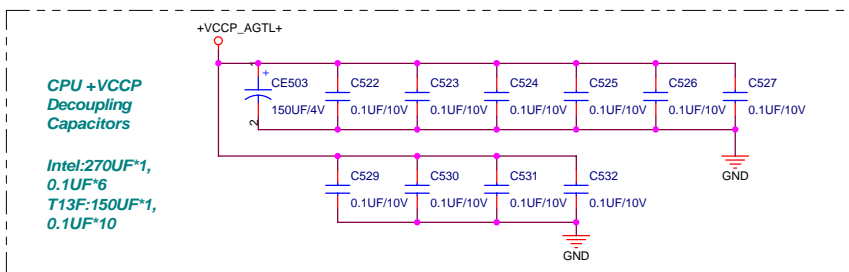 +VCCP_AGTL+
CPU +VCCP
Decoupling
Capacitors
Intel:270UF*1,
0.1UF*6
T13F:150UF*1,
0.1UF*10
1
+
CE503
150UF/4V
2
C522
0.1UF/10V
C523
0.1UF/10V
C524
0.1UF/10V
C525
0.1UF/10V
C526
0.1UF/10V
C527
0.1UF/10V
GND
C529
0.1UF/10V
C530
0.1UF/10V
C531
0.1UF/10V
C532
0.1UF/10V
GND